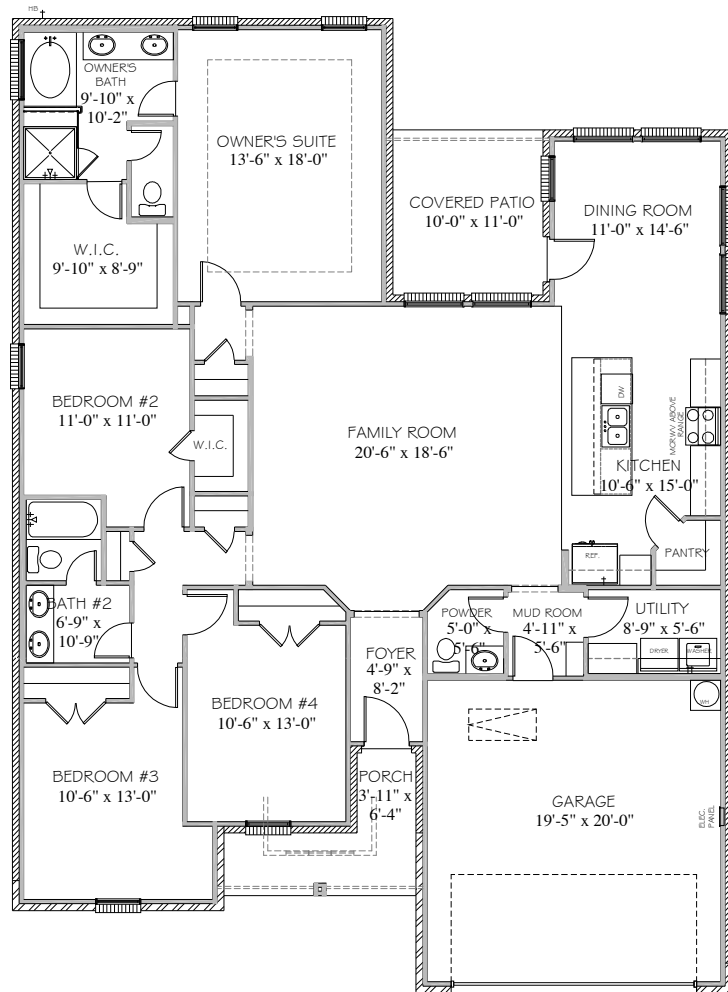 HB
OWNER'S
BATH
9'-10" x
10'-2"
OWNER'S SUITE
13'-6" x 18'-0"
COVERED PATIO
10'-0" x 11'-0"
DINING ROOM
11'-0" x 14'-6"
W.I.C.
9'-10" x 8'-9"
BEDROOM #2
11'-0" x 11'-0"
W.I.C.
FAMILY ROOM
20'-6" x 18'-6"
DW
MICRWV ABOVE
RANGE
KITCHEN
10'-6" x 15'-0"
REF.
PANTRY
BATH #2
6'-9" x
10'-9"
POWDER
5'-0" x
5'-6"
MUD ROOM
4'-11" x
5'-6"
UTILITY
8'-9" x 5'-6"
DRYER
WASHER
FOYER
4'-9" x
8'-2"
WH
BEDROOM #4
10'-6" x 13'-0"
BEDROOM #3
10'-6" x 13'-0"
PORCH
3'-11" x
6'-4"
GARAGE
19'-5" x 20'-0"
ELEC.
PANEL